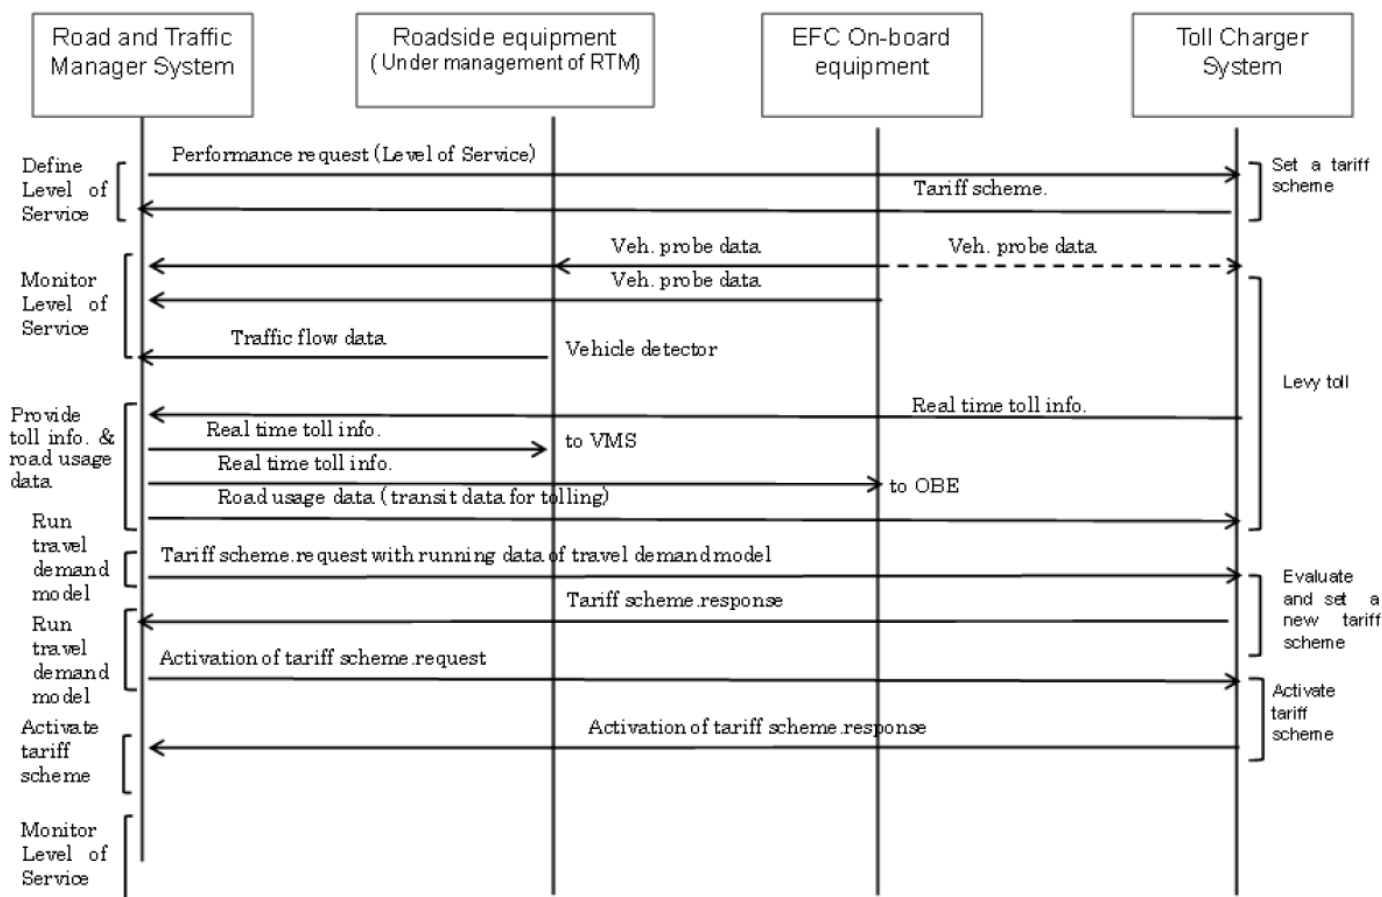 Road and Traffic
Manager System
Roadside equipment
( Under management of RTM)
EFC On-board
equipment
Toll Charger
System
Define
Level of
Service
Performance request (Level of Service)
Tariff scheme.
Set a tariff
scheme
Monitor
Level of
Service
Veh. probe data
Veh. probe data
Veh. probe data
Traffic flow data
Vehicle detector
Levy toll
Provide
toll info. &
road usage
data
Real time toll info.
Real time toll info.
to VMS
Real time toll info.
to OBE
Road usage data (transit data for tolling)
Run
travel
demand
model
Tariff scheme.request with running data of travel demand model
Tariff scheme.response
Evaluate
and set a
new tariff
scheme
Run
travel
demand
model
Activation of tariff scheme.request
Activate
tariff
scheme
Activate
tariff
scheme
Activation of tariff scheme.response
Monitor
Level of
Service